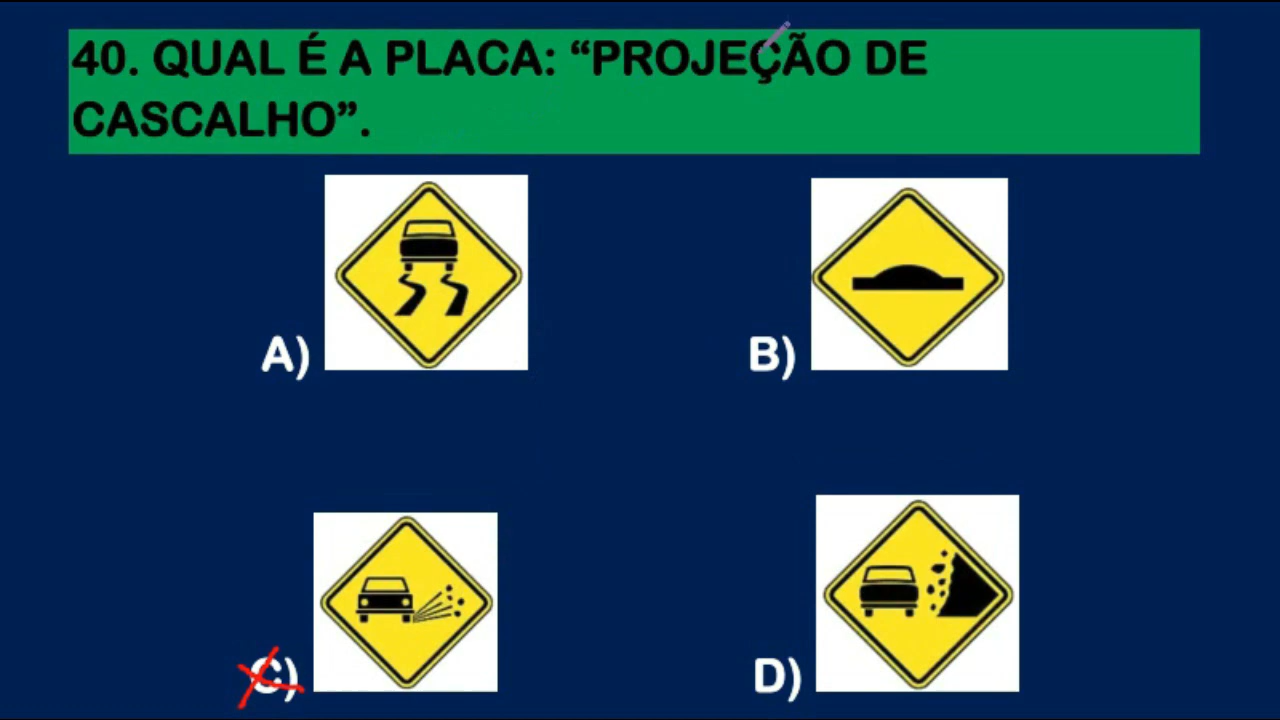 40. QUAL É A PLACA: “PROJEÇÃO DE
CASCALHO”.
A)
B)
C)
D)